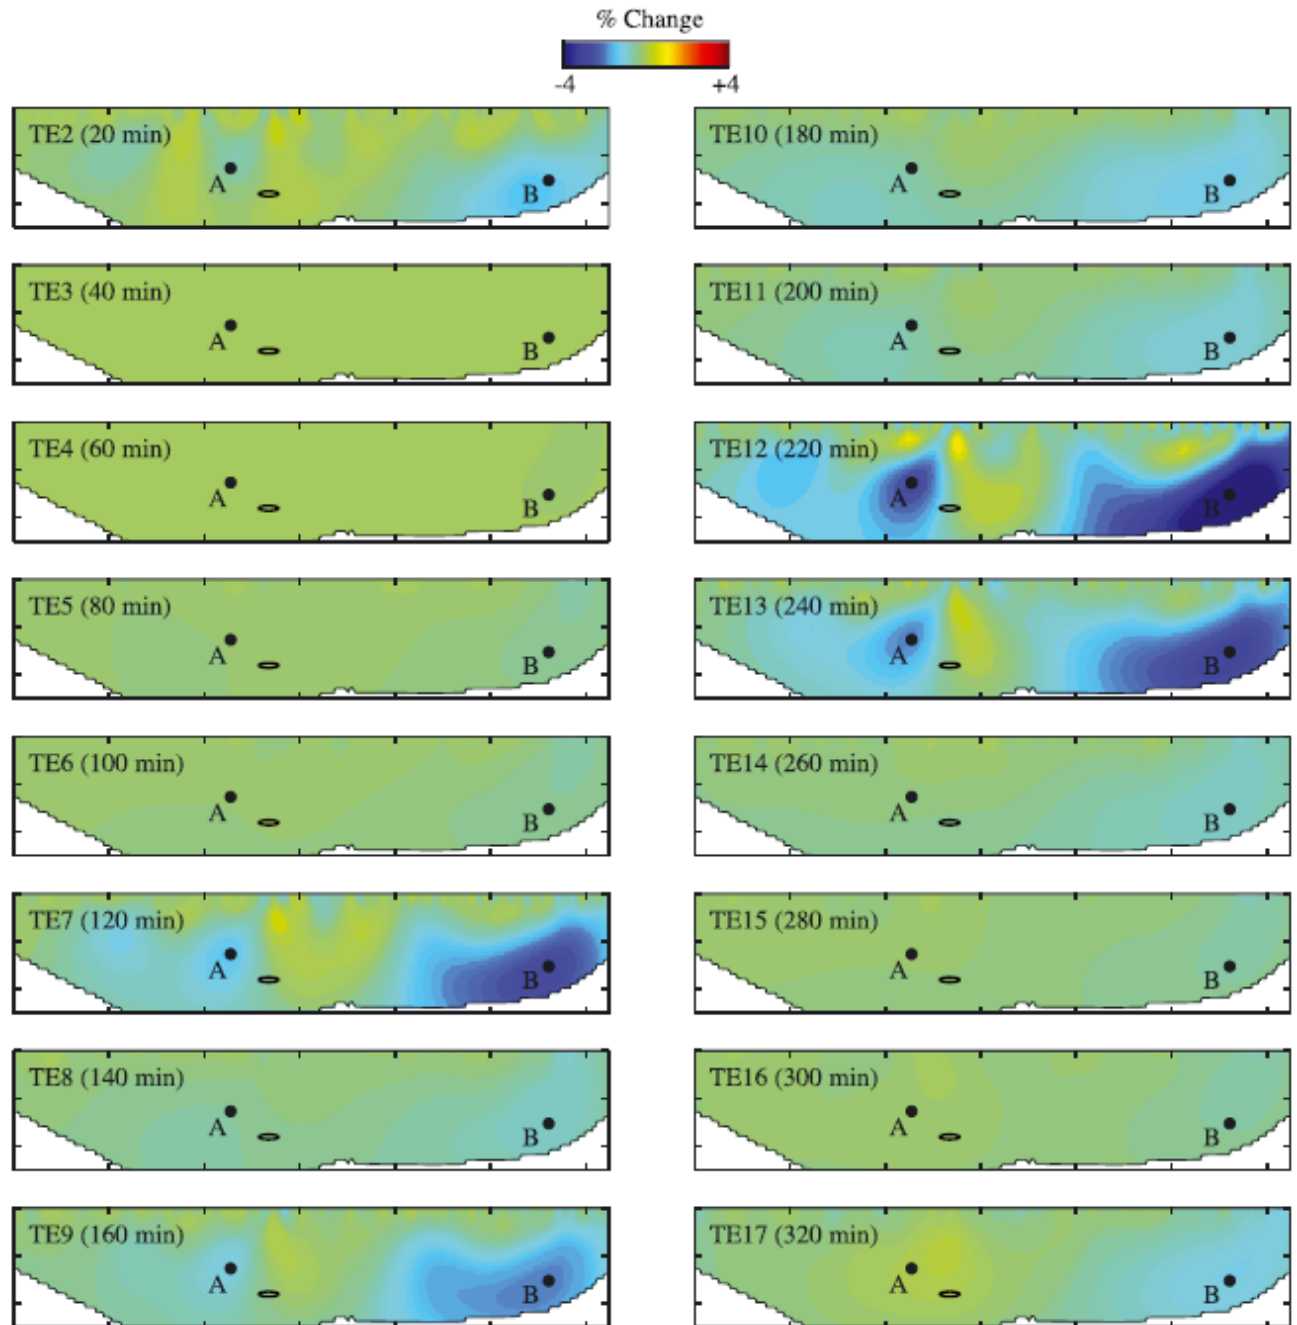 % Change
-4 +4
TE2 (20 min)
A
B
TE3 (40 min)
A
B
TE4 (60 min)
A
B
TE5 (80 min)
A
B
TE6 (100 min)
A
B
TE7 (120 min)
A
B
TE8 (140 min)
A
B
TE9 (160 min)
A
B
TE10 (180 min)
A
B
TE11 (200 min)
A
B
TE12 (220 min)
A
B
TE13 (240 min)
A
B
TE14 (260 min)
A
B
TE15 (280 min)
A
B
TE16 (300 min)
A
B
TE17 (320 min)
A
B